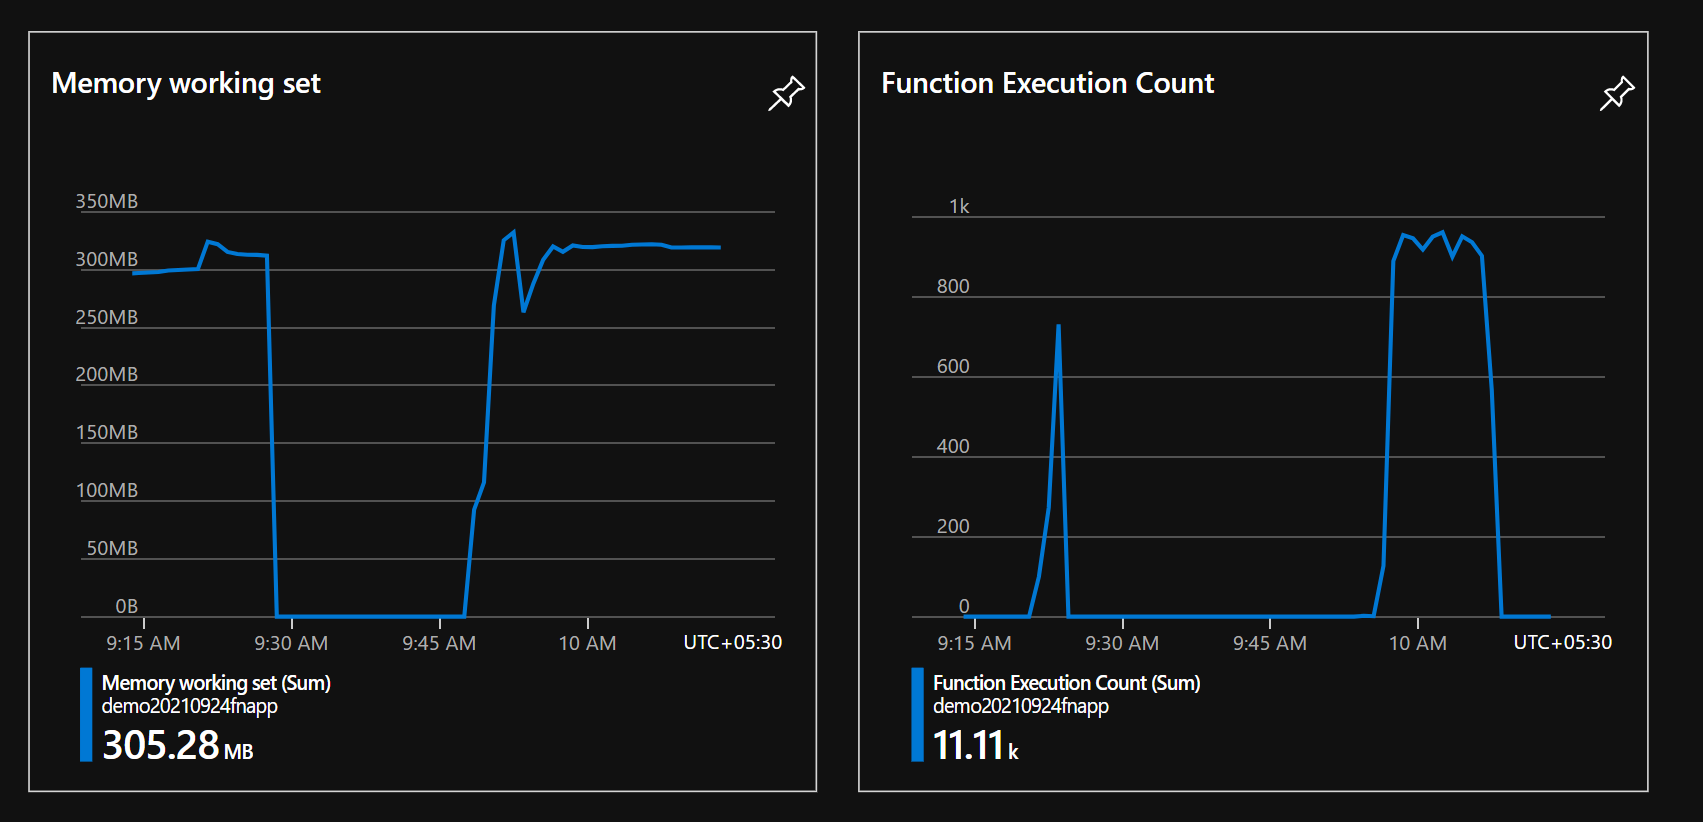 Memory working set
350MB
300MB
250MB
200MB
150MB
100MB
50MB
0B
9:15 AM 9:30 AM 9:45 AM 10 AM UTC+05:30
Memory working set (Sum)
demo20210924fnapp
305.28 MB
Function Execution Count
1k
800
600
400
200
0
9:15 AM 9:30 AM 9:45 AM 10 AM UTC+05:30
Function Execution Count (Sum)
demo20210924fnapp
11.11 k